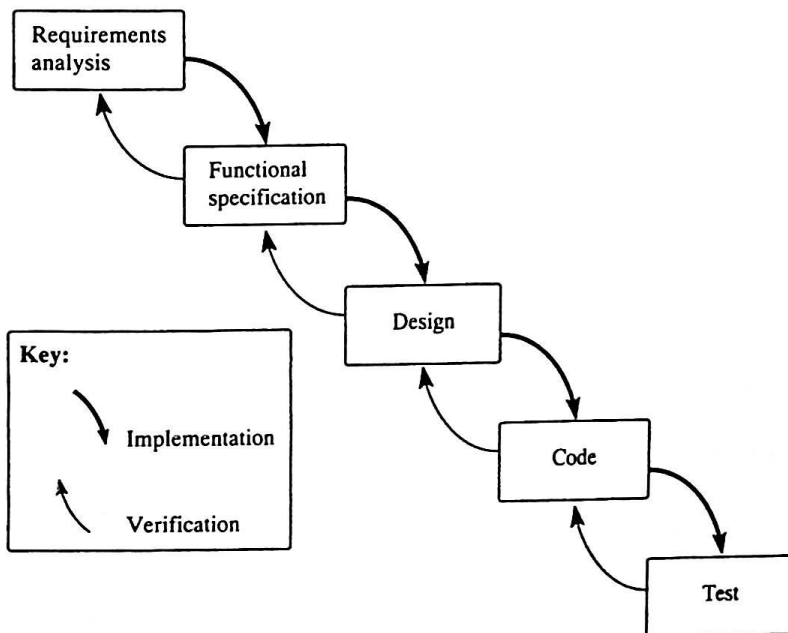 Requirements
analysis
Functional
specification
Design
Key:
Implementation
Code
Verification
Test